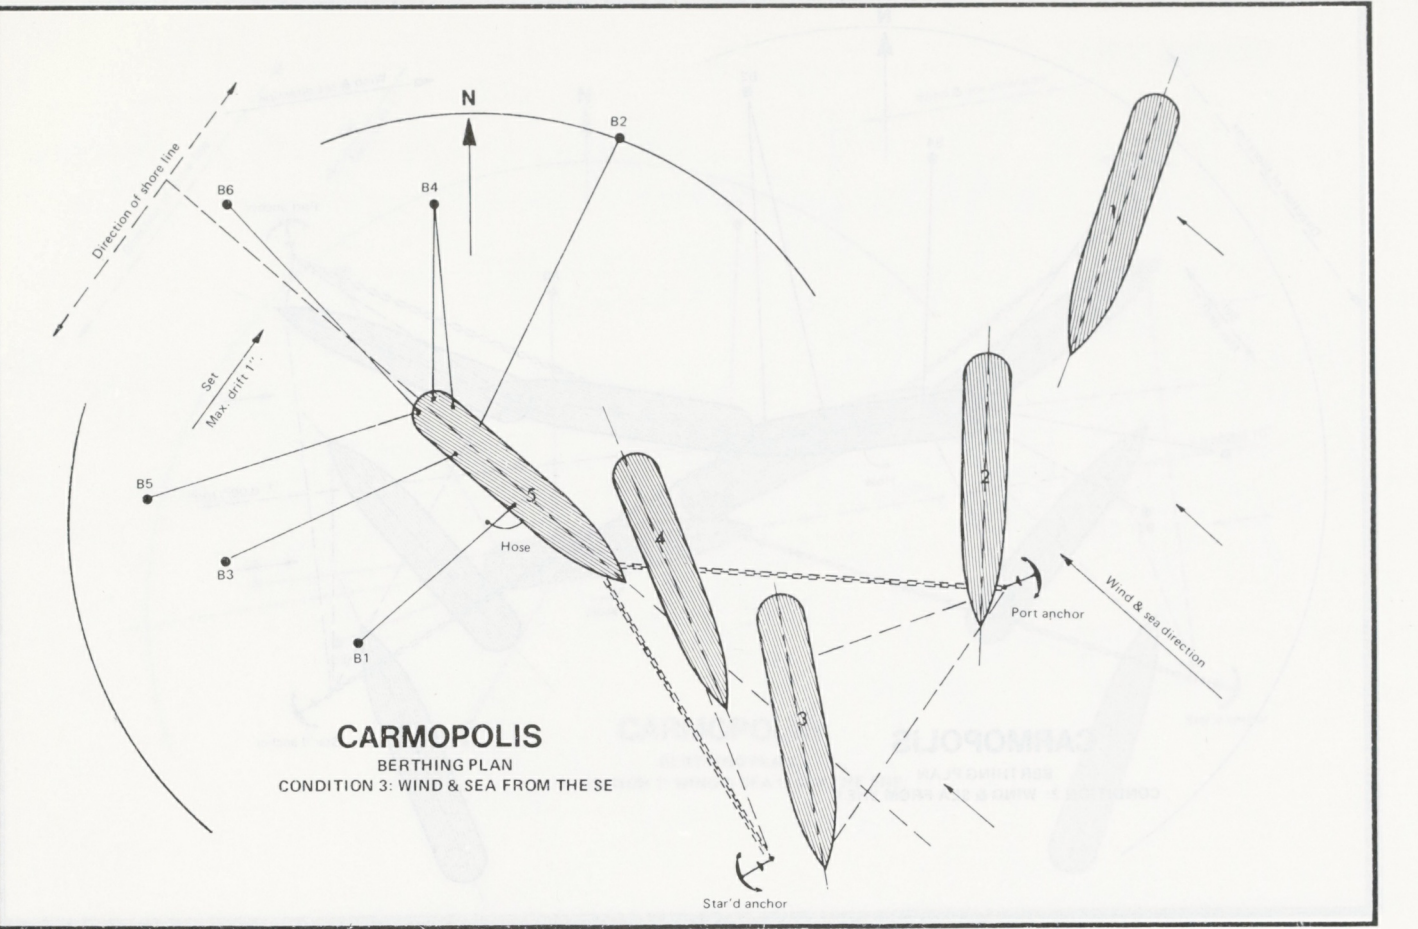 N
B2
B6
B4
Direction of shore line
1
Set
Max. drift 1".
2
B5
5
4
Hose
B3
Port anchor
Wind & sea direction
B1
3
CARMOPOLIS
BERTHING PLAN
CONDITION 3: WIND & SEA FROM THE SE
Star'd anchor